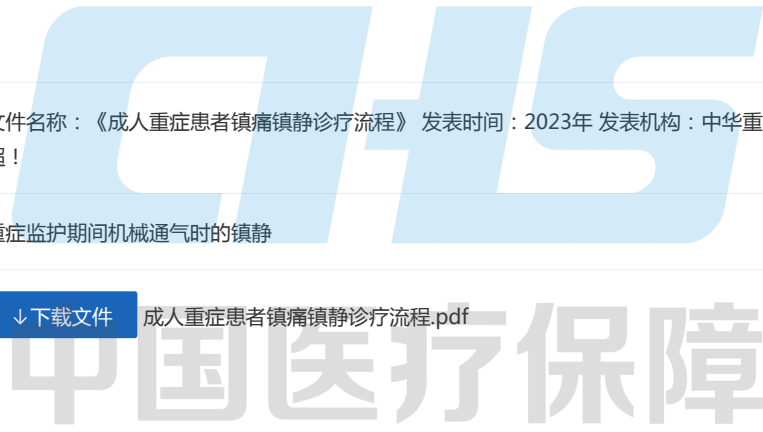 CHS
文件名称：《成人重症患者镇痛镇静诊疗流程》 发表时间：2023年 发表机构：中华重
！
重症监护期间机械通气时的镇静
↓下载文件 成人重症患者镇痛镇静诊疗流程.pdf
中国医疗保障